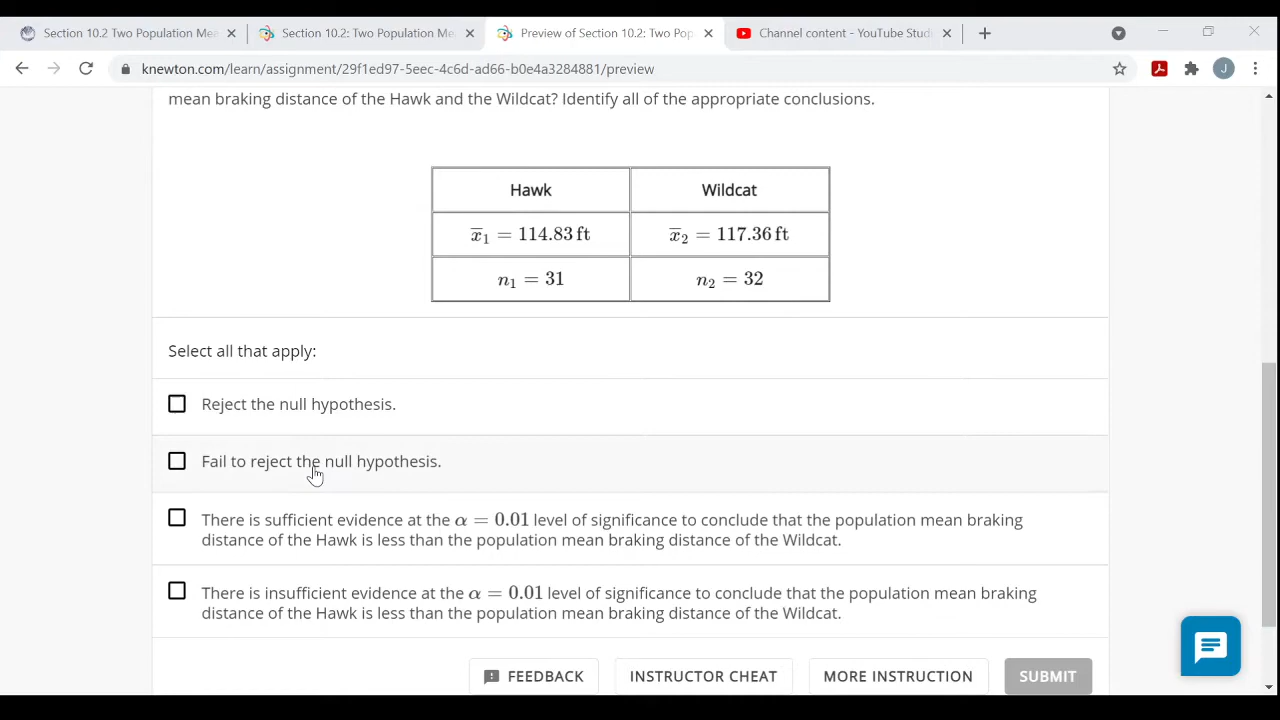 Section 10.2 Two Population Me
Section 10.2: Two Population Me
Preview of Section 10.2: Two Pop
Channel content - YouTube Stud
knewton.com/learn/assignment/29f1ed97-5eec-4c6d-ad66-b0e4a3284881/preview
J
mean braking distance of the Hawk and the Wildcat? Identify all of the appropriate conclusions.
Hawk Wildcat
x̅₁ = 114.83 ft x̅₂ = 117.36 ft
n₁ = 31 n₂ = 32
Select all that apply:
Reject the null hypothesis.
Fail to reject the null hypothesis.
There is sufficient evidence at the α = 0.01 level of significance to conclude that the population mean braking
distance of the Hawk is less than the population mean braking distance of the Wildcat.
There is insufficient evidence at the α = 0.01 level of significance to conclude that the population mean braking
distance of the Hawk is less than the population mean braking distance of the Wildcat.
FEEDBACK INSTRUCTOR CHEAT MORE INSTRUCTION SUBMIT